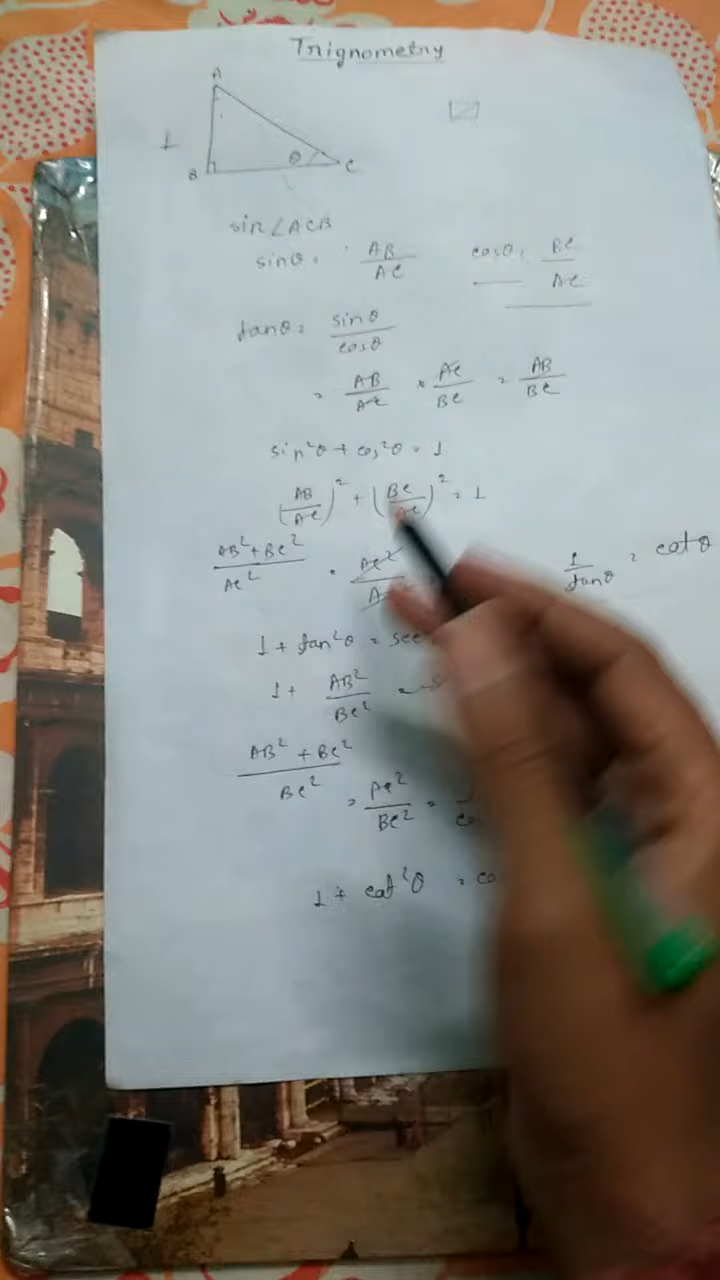 Trignometry
A
⊥
B
θ
C
sin∠ACB
sinθ = AB/AC
cosθ = BC/AC
tanθ = sinθ/cosθ
= AB/AC × AC/BC = AB/BC
sin²θ + cos²θ = 1
(AB/AC)² + (BC/AC)² = 1
AB² + BC²/AC² = AC²
1/tanθ = cotθ
1 + tan²θ = sec
1 + AB²/BC² =
AB² + BC²/BC²
= AC²/BC² =
1 + cot²θ = co